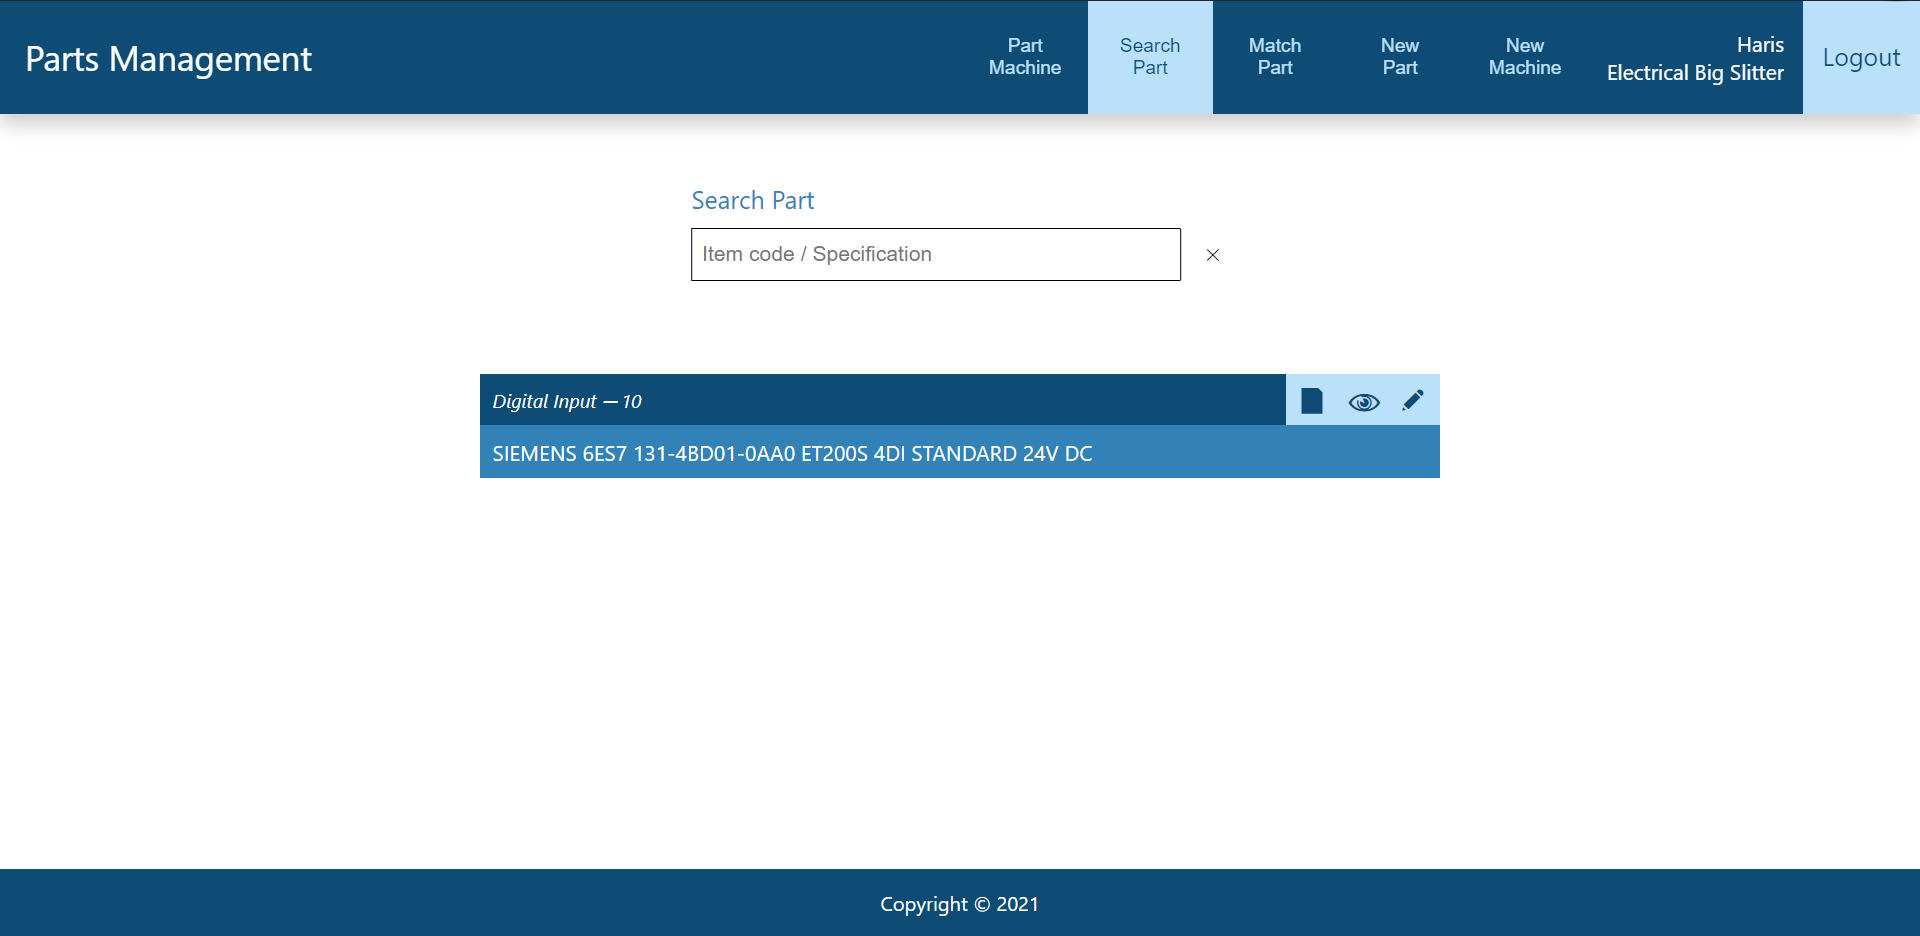 Parts Management
Part
Machine
Search
Part
Match
Part
New
Part
New
Machine
Haris
Electrical Big Slitter
Logout
Search Part
Item code / Specification
Digital Input — 10
SIEMENS 6ES7 131-4BD01-0AA0 ET200S 4DI STANDARD 24V DC
Copyright © 2021